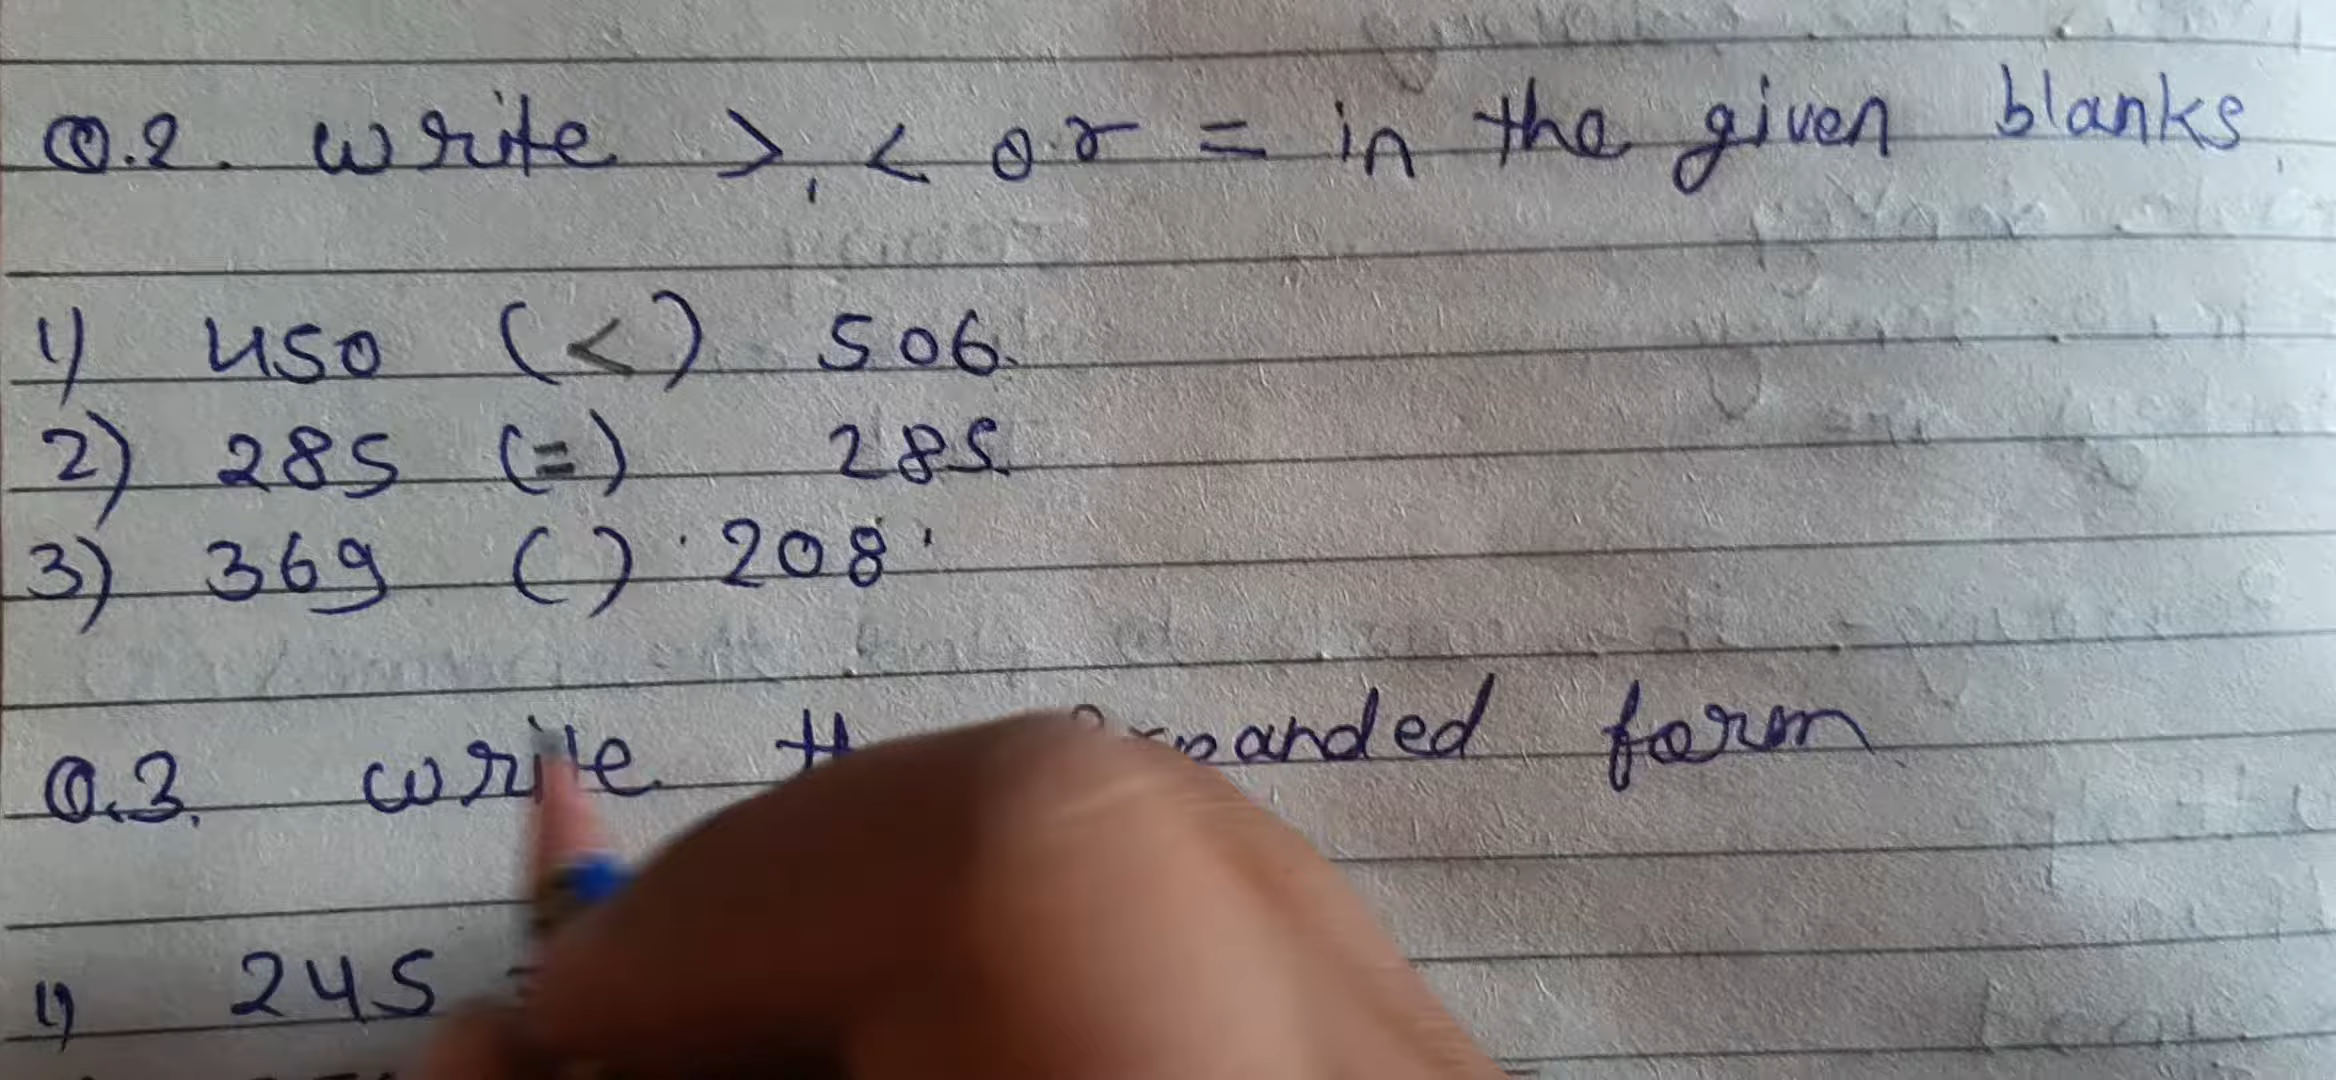 Q.2. write >, < or = in the given blanks.
1) 450 (<) 506.
2) 285 (=) 285
3) 369 ( ) 208
Q.3. write expanded form
1) 245 =